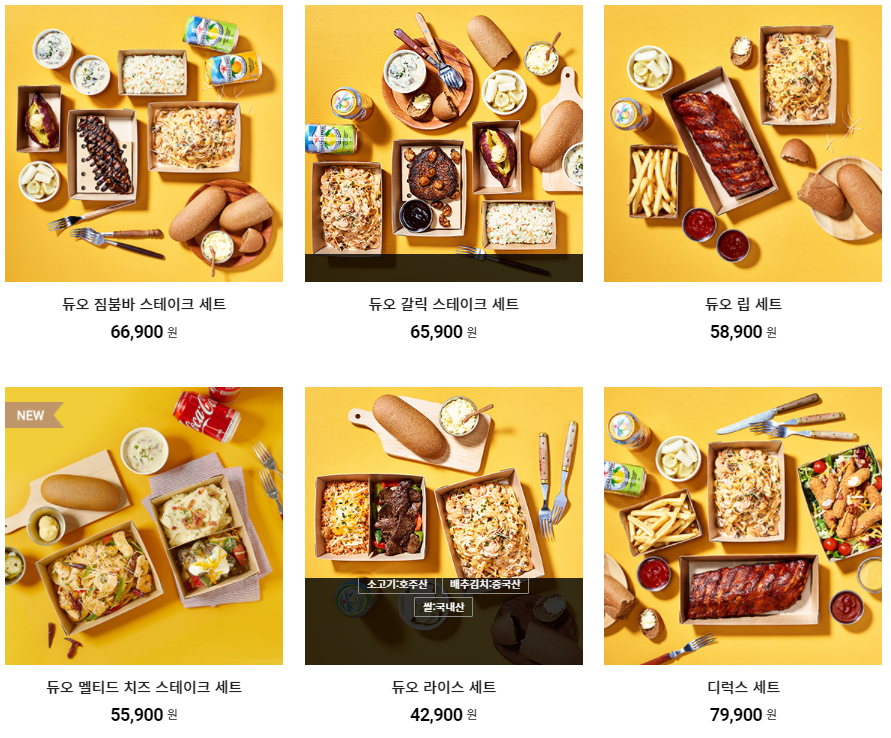 듀오 짐붐바 스테이크 세트
66,900 원
듀오 갈릭 스테이크 세트
65,900 원
듀오 립 세트
58,900 원
NEW
Coca-Cola
듀오 멜티드 치즈 스테이크 세트
55,900 원
소고기:호주산 배추김치:중국산
쌀:국내산
듀오 라이스 세트
42,900 원
디럭스 세트
79,900 원